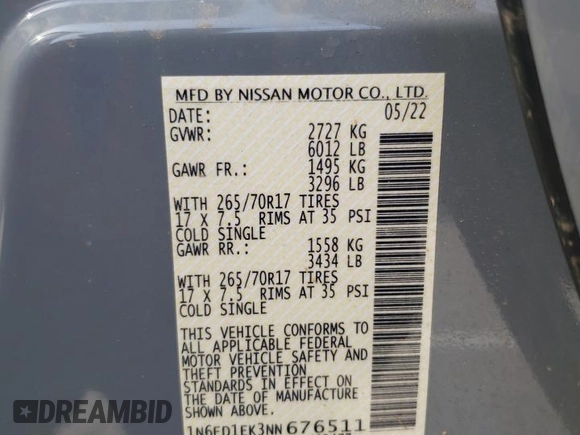 MFD BY NISSAN MOTOR CO., LTD.
DATE: 05/22
GVWR: 2727 KG
6012 LB
GAWR FR.: 1495 KG
3296 LB
WITH 265/70R17 TIRES
17 X 7.5 RIMS AT 35 PSI
COLD SINGLE
GAWR RR.: 1558 KG
3434 LB
WITH 265/70R17 TIRES
17 X 7.5 RIMS AT 35 PSI
COLD SINGLE
THIS VEHICLE CONFORMS TO
ALL APPLICABLE FEDERAL
MOTOR VEHICLE SAFETY AND
THEFT PREVENTION
STANDARDS IN EFFECT ON
THE DATE OF MANUFACTURE
SHOWN ABOVE.
1N6ED1EK3NN676511
EBIDCAR HISTORY